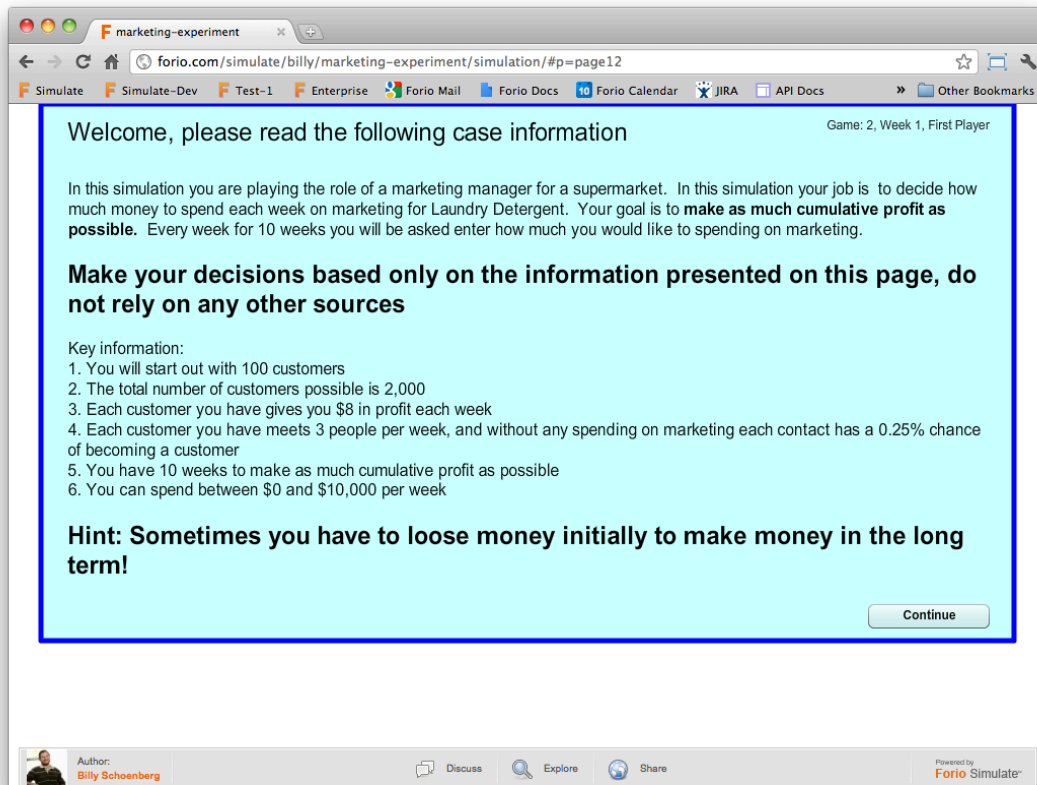 marketing-experiment
forio.com/simulate/billy/marketing-experiment/simulation/#p=page12
Simulate Simulate-Dev Test-1 Enterprise Forio Mail Forio Docs 10 Forio Calendar JIRA API Docs » Other Bookmarks
Welcome, please read the following case information
Game: 2, Week 1, First Player
In this simulation you are playing the role of a marketing manager for a supermarket. In this simulation your job is to decide how
much money to spend each week on marketing for Laundry Detergent. Your goal is to make as much cumulative profit as
possible. Every week for 10 weeks you will be asked enter how much you would like to spending on marketing.
Make your decisions based only on the information presented on this page, do
not rely on any other sources
Key information:
1. You will start out with 100 customers
2. The total number of customers possible is 2,000
3. Each customer you have gives you $8 in profit each week
4. Each customer you have meets 3 people per week, and without any spending on marketing each contact has a 0.25% chance
of becoming a customer
5. You have 10 weeks to make as much cumulative profit as possible
6. You can spend between $0 and $10,000 per week
Hint: Sometimes you have to loose money initially to make money in the long
term!
Continue
Author:
Billy Schoenberg
Discuss Explore Share
Powered by
Forio Simulate